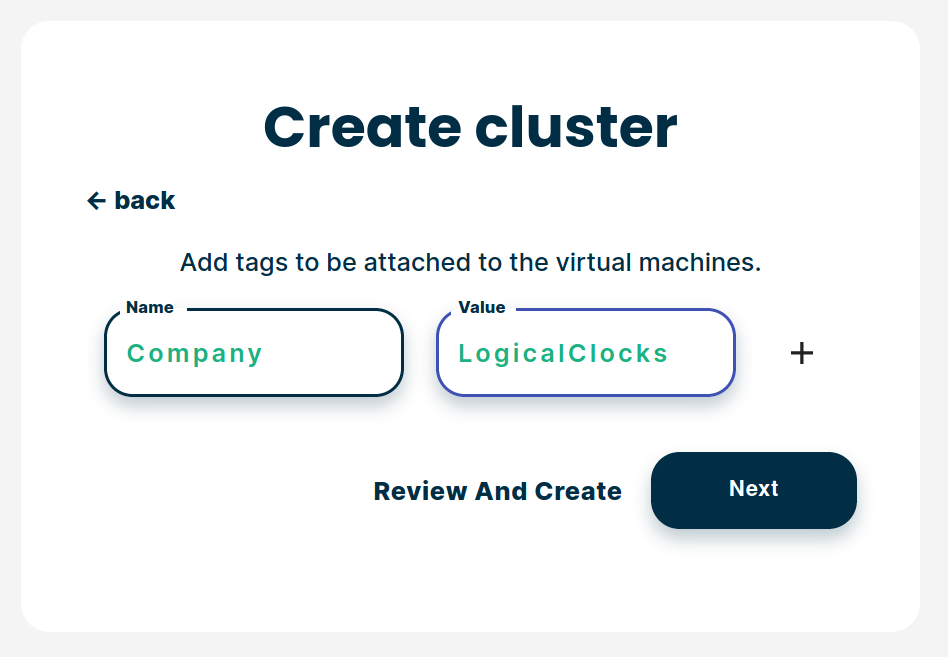 Create cluster
← back
Add tags to be attached to the virtual machines.
Name Value
Company LogicalClocks +
Review And Create Next